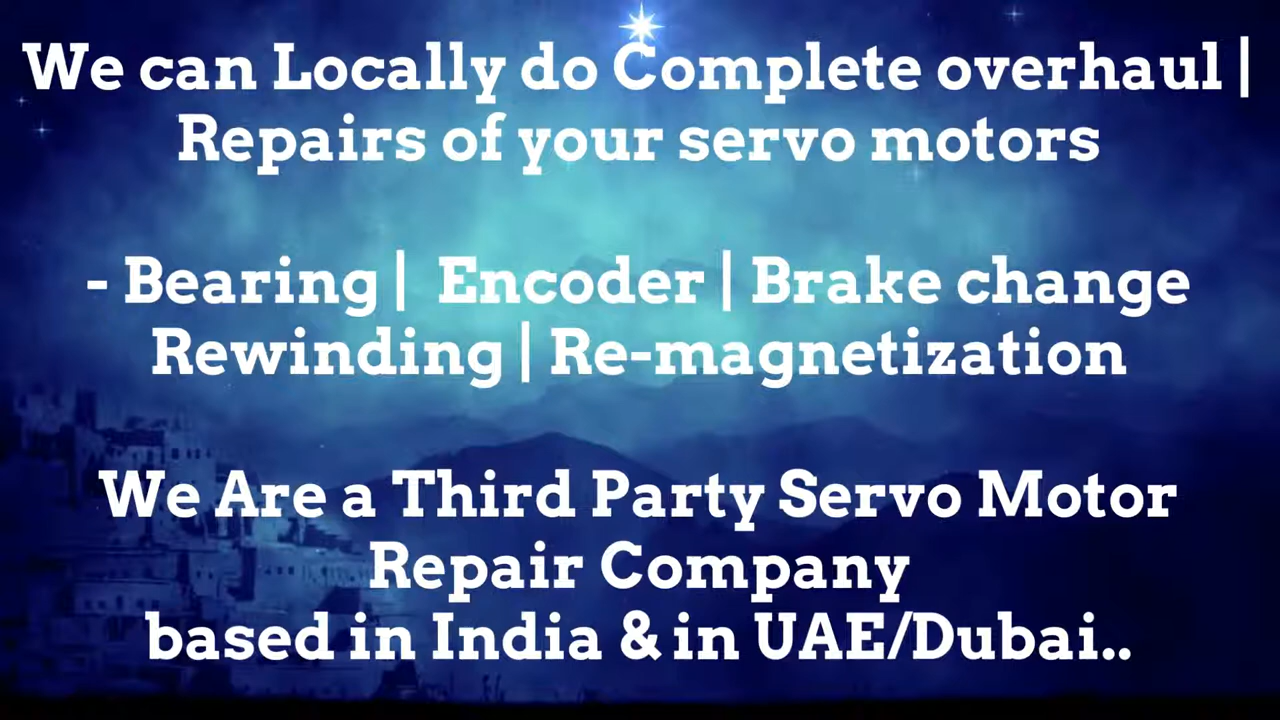 We can Locally do Complete overhaul |
Repairs of your servo motors
- Bearing | Encoder | Brake change
Rewinding | Re-magnetization
We Are a Third Party Servo Motor
Repair Company
based in India & in UAE/Dubai..